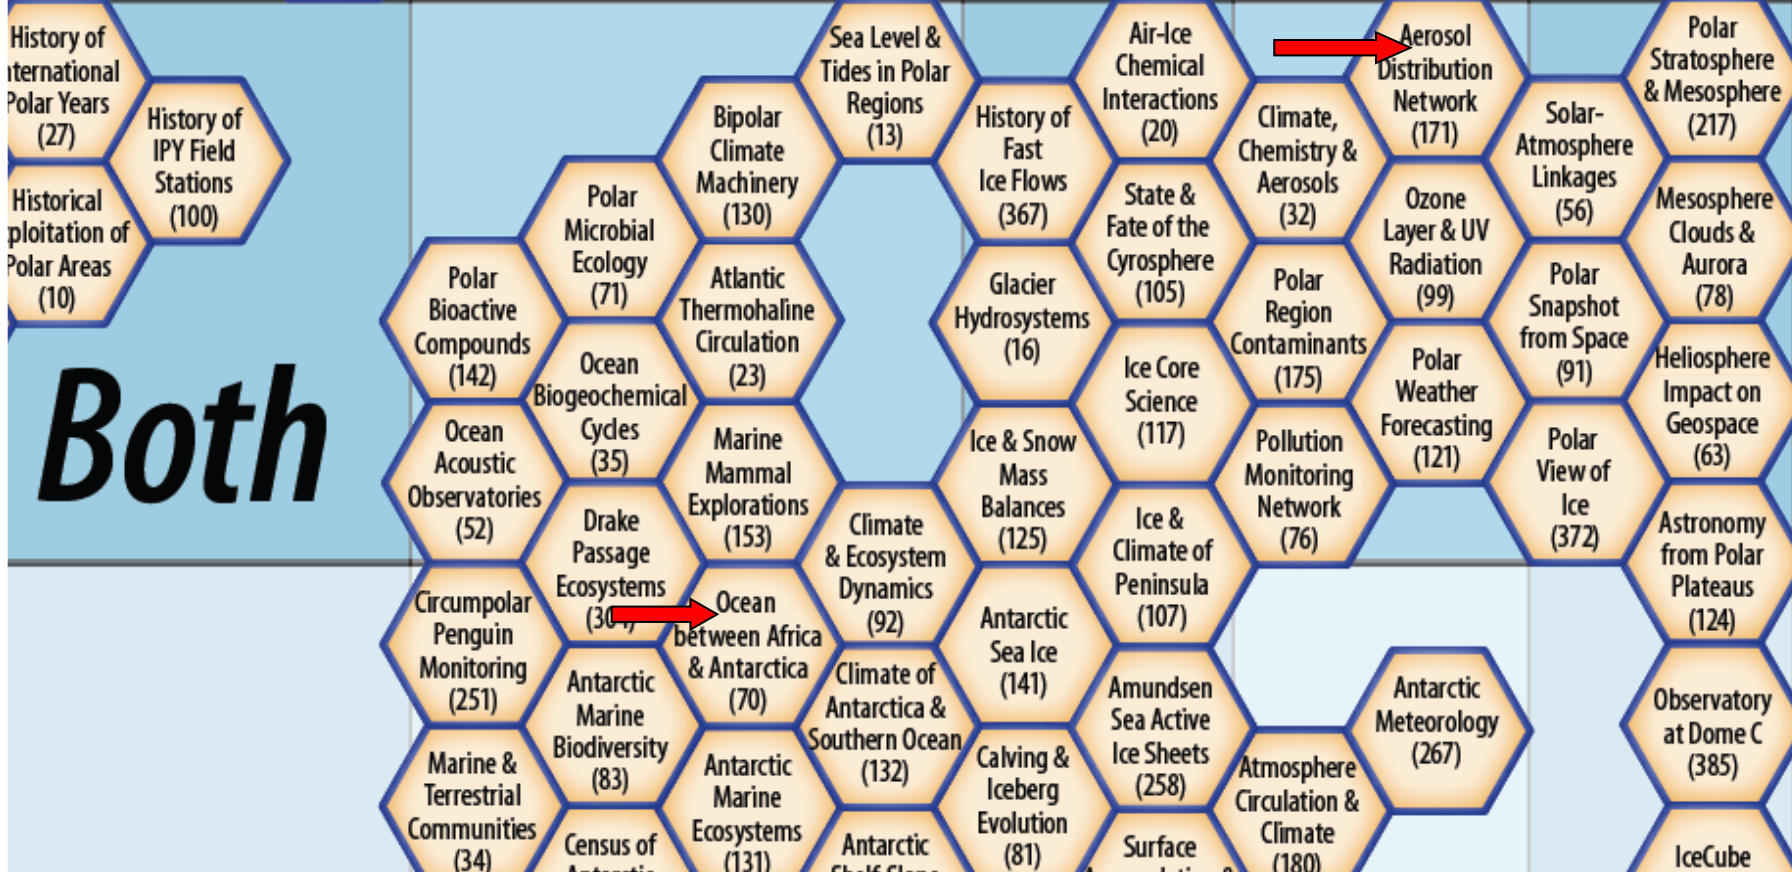 History of
nternational
Polar Years
(27)
History of
IPY Field
Stations
(100)
Historical
ploitation of
Polar Areas
(10)
Both
Polar
Bioactive
Compounds
(142)
Ocean
Acoustic
Observatories
(52)
Circumpolar
Penguin
Monitoring
(251)
Marine &
Terrestrial
Communities
(34)
Polar
Microbial
Ecology
(71)
Ocean
Biogeochemical
Cycles
(35)
Drake
Passage
Ecosystems
Antarctic
Marine
Biodiversity
(83)
Census of
Bipolar
Climate
Machinery
(130)
Atlantic
Thermohaline
Circulation
(23)
Marine
Mammal
Explorations
(153)
Ocean
between Africa
& Antarctica
(70)
Antarctic
Marine
Ecosystems
(131)
Sea Level &
Tides in Polar
Regions
(13)
Climate
& Ecosystem
Dynamics
(92)
Climate of
Antarctica &
Southern Ocean
(132)
Antarctic
History of
Fast
Ice Flows
(367)
Glacier
Hydrosystems
(16)
Ice & Snow
Mass
Balances
(125)
Antarctic
Sea Ice
(141)
Calving &
Iceberg
Evolution
(81)
Air-Ice
Chemical
Interactions
(20)
State &
Fate of the
Cyrosphere
(105)
Ice Core
Science
(117)
Ice &
Climate of
Peninsula
(107)
Amundsen
Sea Active
Ice Sheets
(258)
Surface
Climate,
Chemistry &
Aerosols
(32)
Polar
Region
Contaminants
(175)
Pollution
Monitoring
Network
(76)
Atmosphere
Circulation &
Climate
(180)
Aerosol
Distribution
Network
(171)
Ozone
Layer & UV
Radiation
(99)
Polar
Weather
Forecasting
(121)
Antarctic
Meteorology
(267)
Solar-
Atmosphere
Linkages
(56)
Polar
Snapshot
from Space
(91)
Polar
View of
Ice
(372)
Polar
Stratosphere
& Mesosphere
(217)
Mesosphere
Clouds &
Aurora
(78)
Heliosphere
Impact on
Geospace
(63)
Astronomy
from Polar
Plateaus
(124)
Observatory
at Dome C
(385)
IceCube